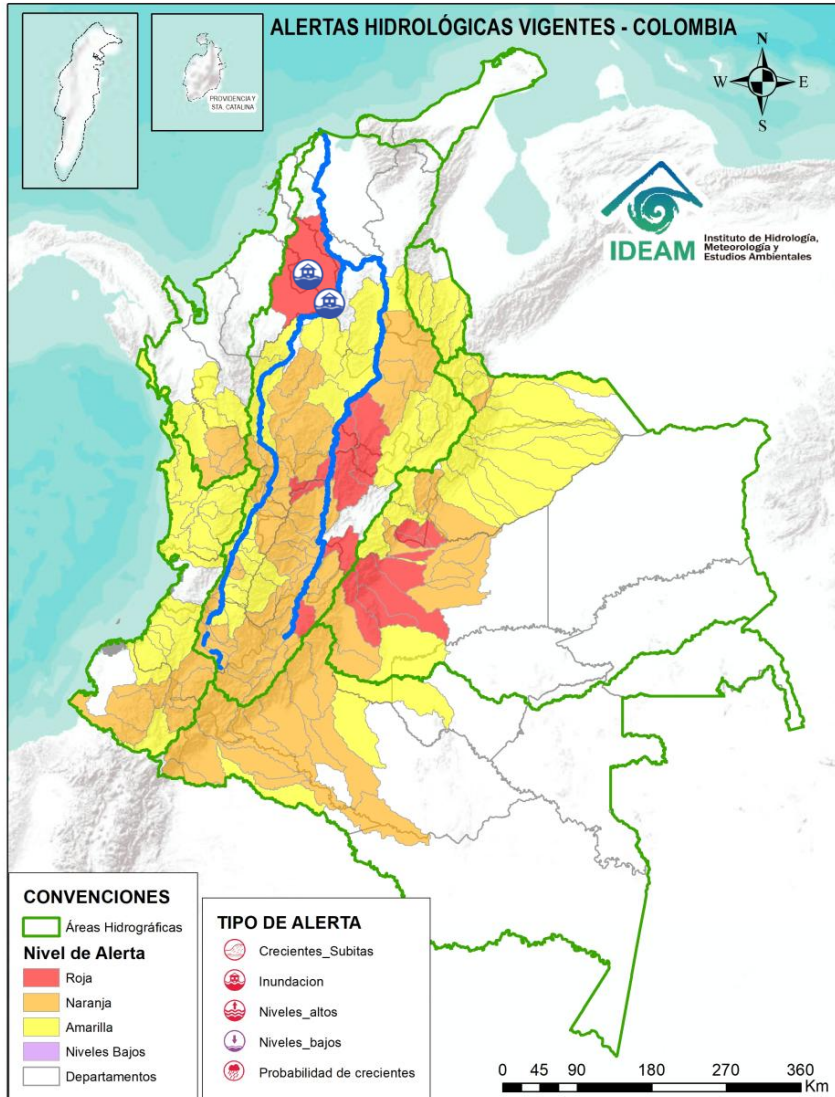 ALERTAS HIDROLÓGICAS VIGENTES - COLOMBIA
PROVIDENCIA Y
STA. CATALINA
N
W
E
S
IDEAM
Instituto de Hidrología,
Meteorología y
Estudios Ambientales
CONVENCIONES
Áreas Hidrográficas
Nivel de Alerta
Roja
Naranja
Amarilla
Niveles Bajos
Departamentos
TIPO DE ALERTA
Crecientes_Subitas
Inundacion
Niveles_altos
Niveles_bajos
Probabilidad de crecientes
0 45 90 180 270 360
Km